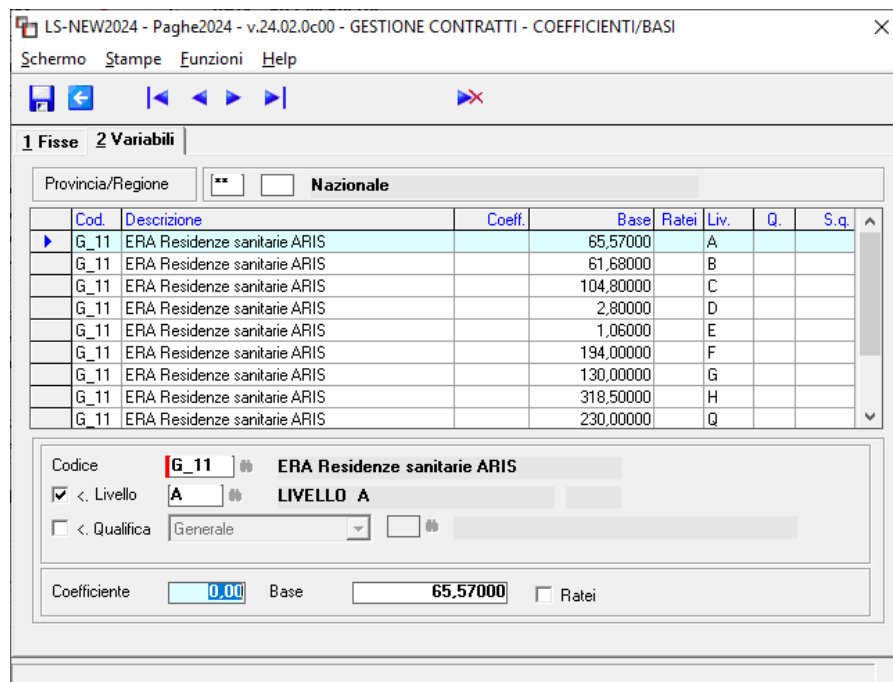 LS-NEW2024 - Paghe2024 - v.24.02.0c00 - GESTIONE CONTRATTI - COEFFICIENTI/BASI
Schermo Stampe Funzioni Help
1 Fisse 2 Variabili
Provincia/Regione ** Nazionale
Cod. Descrizione Coeff. Base Ratei Liv. Q. S.q.
G_11 ERA Residenze sanitarie ARIS 65,57000 A
G_11 ERA Residenze sanitarie ARIS 61,68000 B
G_11 ERA Residenze sanitarie ARIS 104,80000 C
G_11 ERA Residenze sanitarie ARIS 2,80000 D
G_11 ERA Residenze sanitarie ARIS 1,06000 E
G_11 ERA Residenze sanitarie ARIS 194,00000 F
G_11 ERA Residenze sanitarie ARIS 130,00000 G
G_11 ERA Residenze sanitarie ARIS 318,50000 H
G_11 ERA Residenze sanitarie ARIS 230,00000 Q
Codice G_11 ERA Residenze sanitarie ARIS
<. Livello A LIVELLO A
<. Qualifica Generale
Coefficiente 0,00 Base 65,57000 Ratei